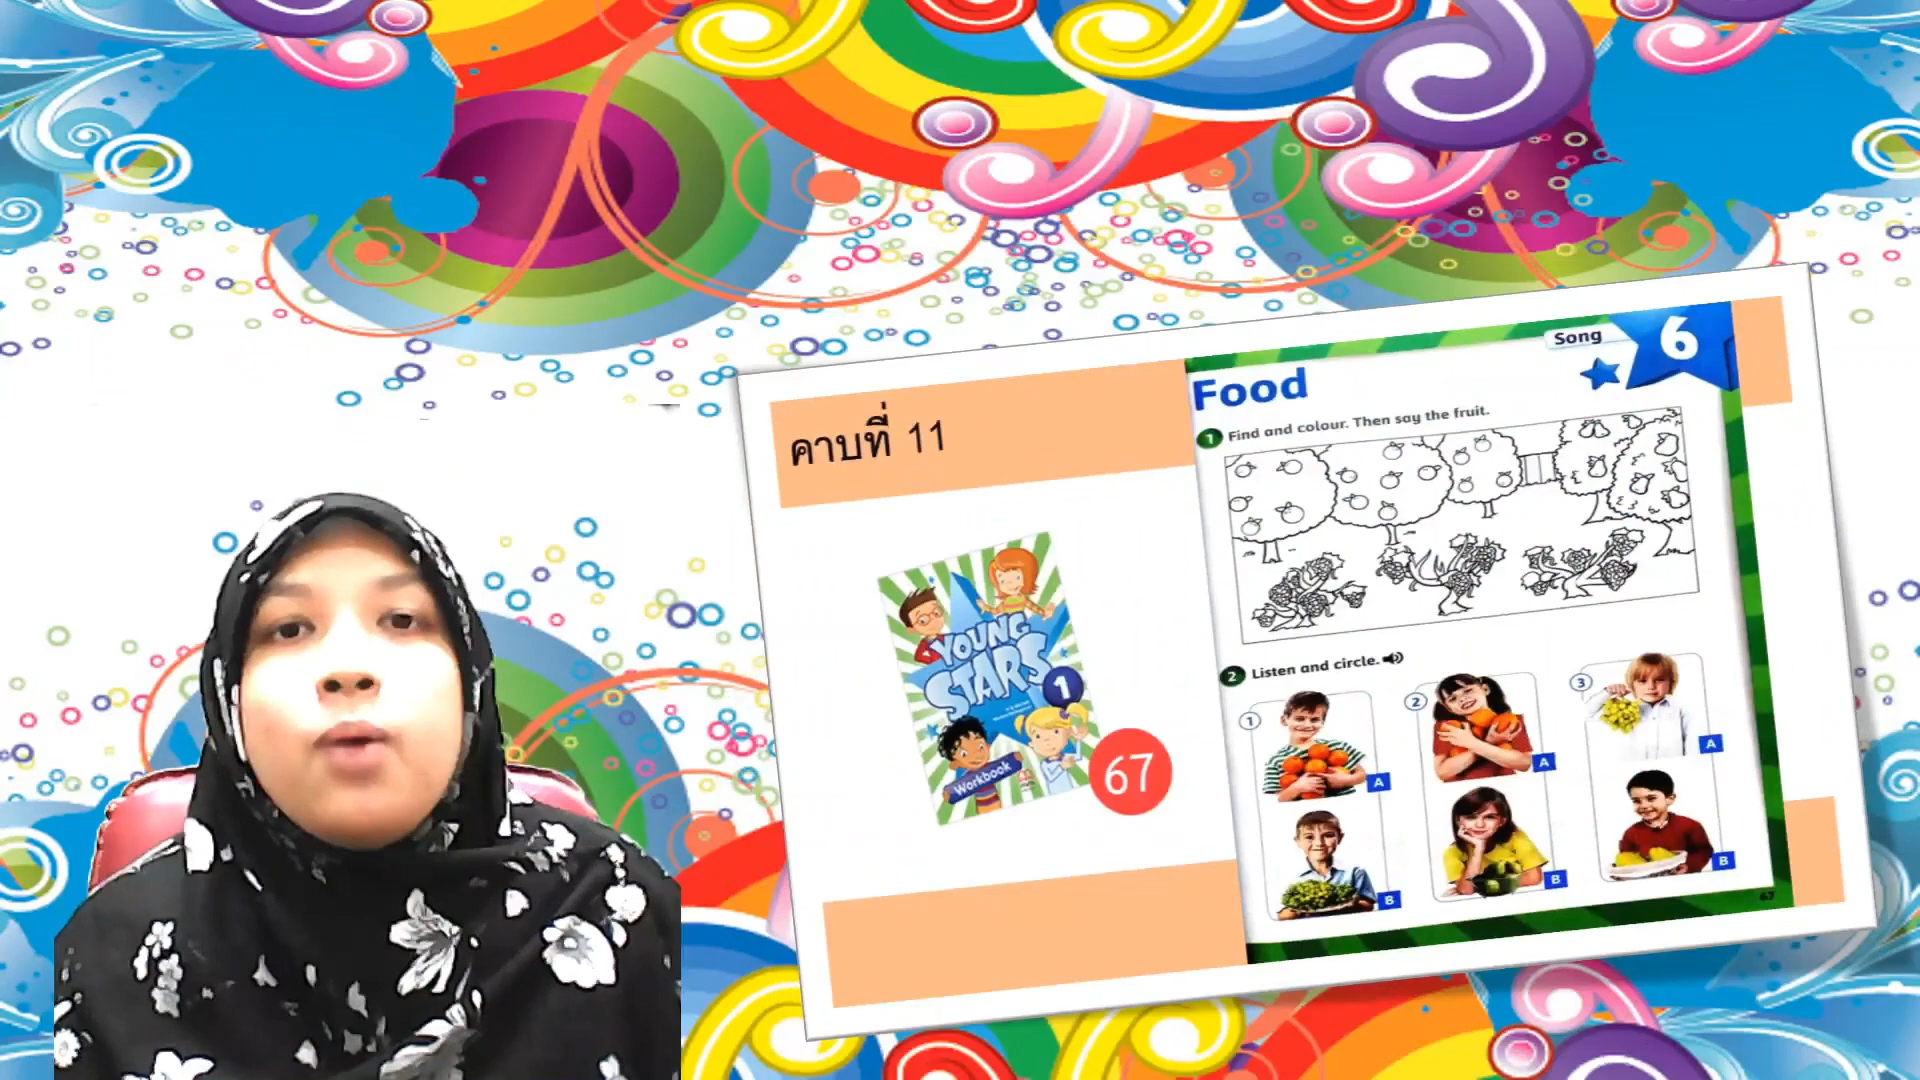 คาบที่ 11
YOUNG
STARS
1
Workbook
67
Song
6
Food
1 Find and colour. Then say the fruit.
2 Listen and circle.
1
A
B
2
A
B
3
A
B
67